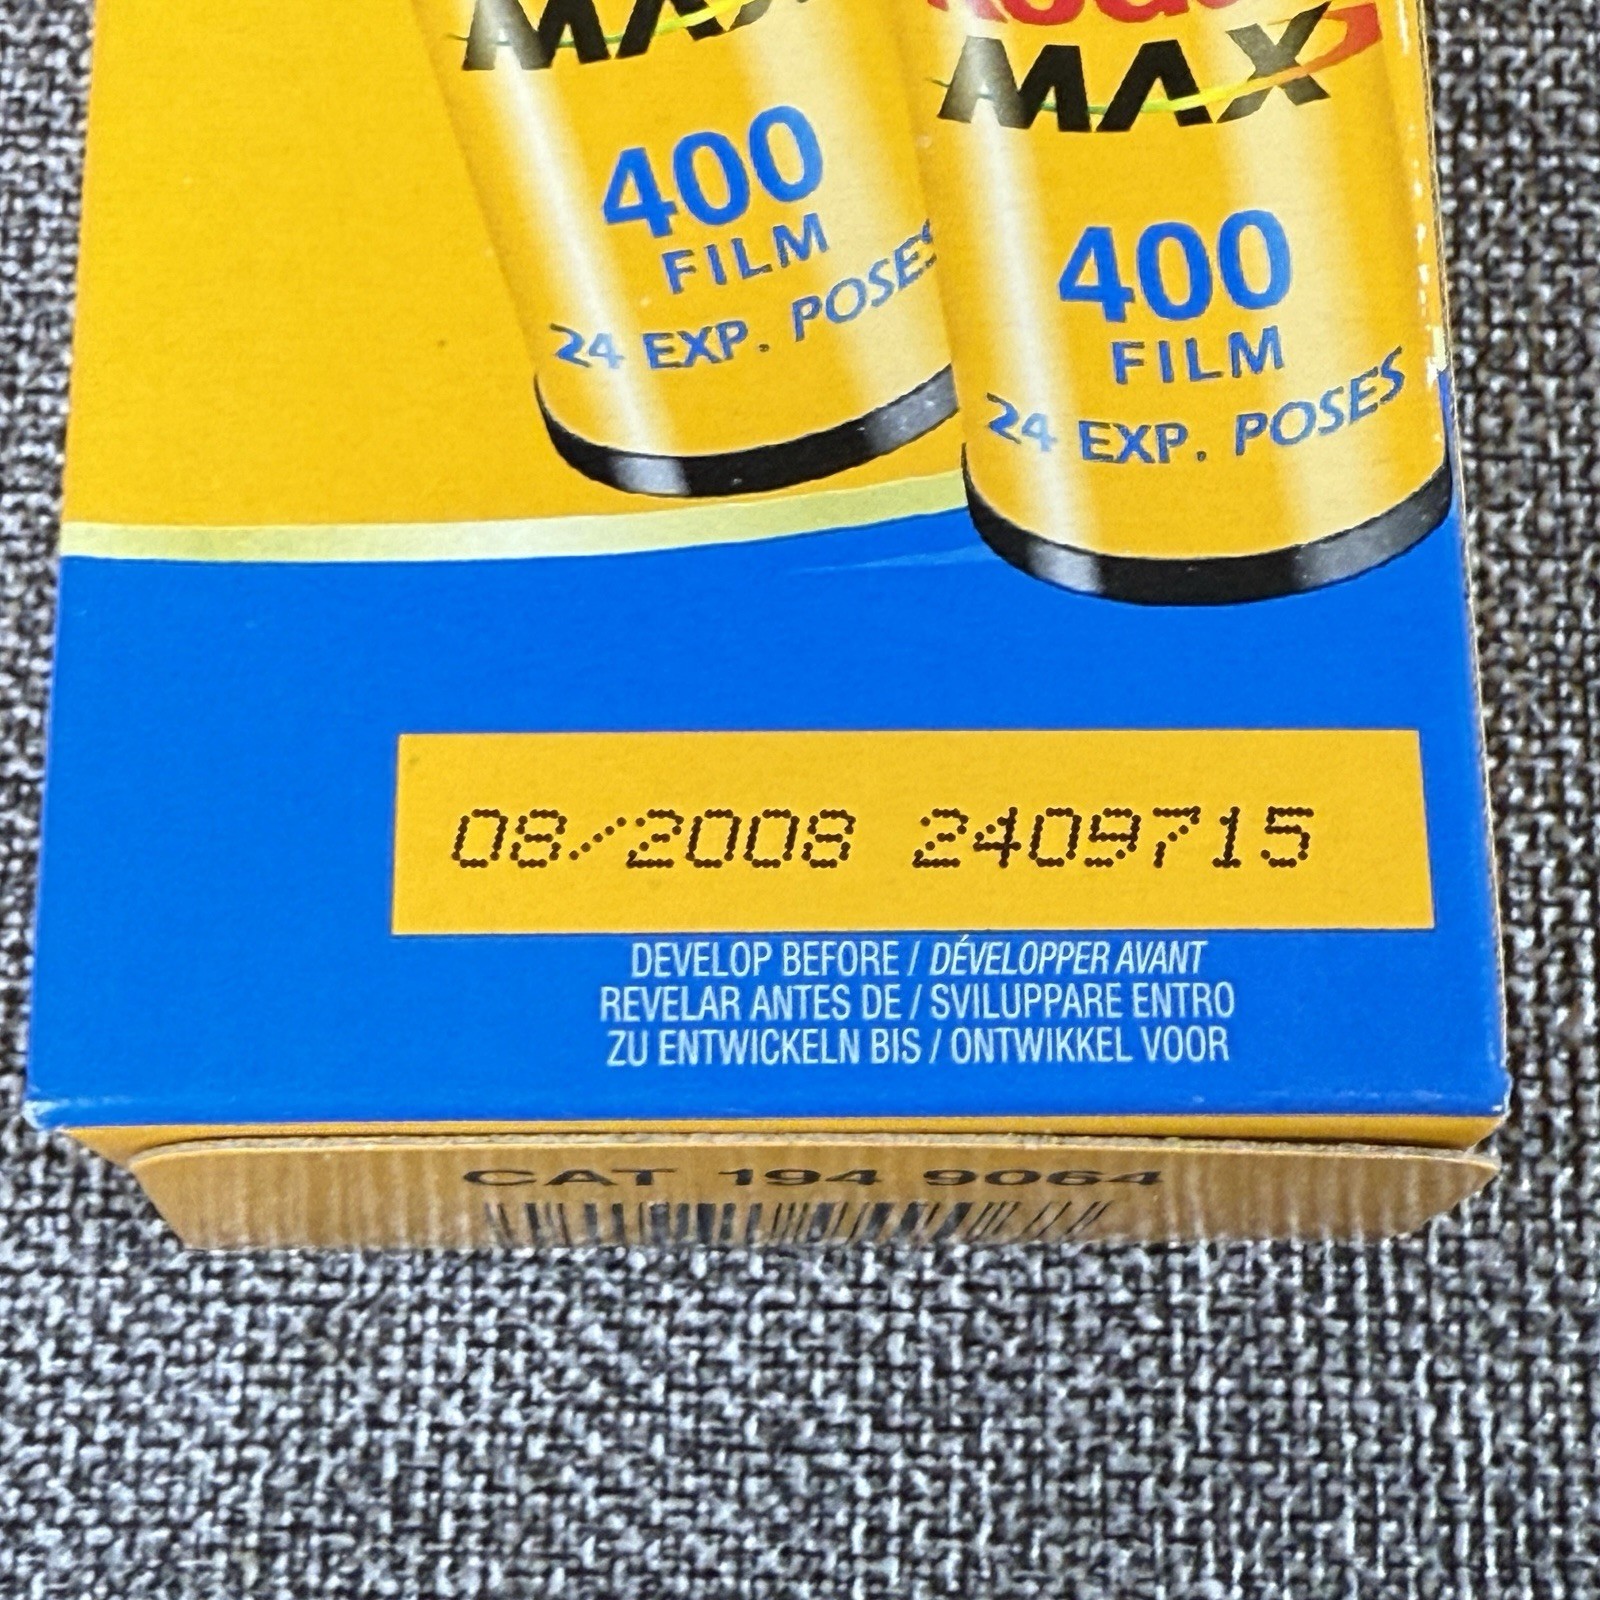 MAX
400
FILM
24 EXP. POSES
Kodak
MAX
400
FILM
24 EXP. POSES
08/2008 2409715
DEVELOP BEFORE / DÉVELOPPER AVANT
REVELAR ANTES DE / SVILUPPARE ENTRO
ZU ENTWICKELN BIS / ONTWIKKEL VOOR
CAT 194 9064